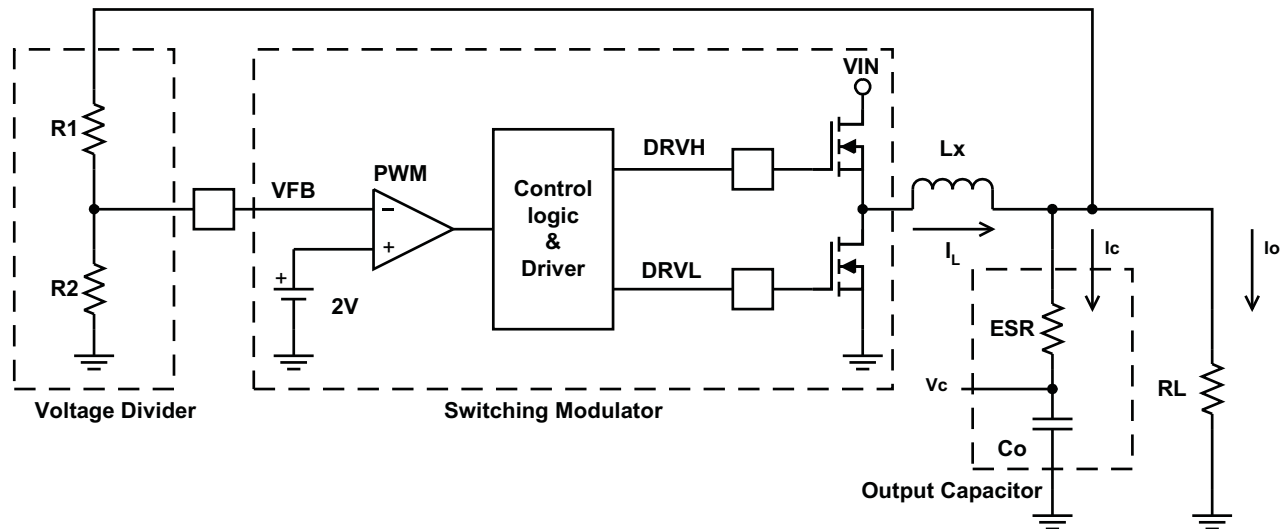 VIN
R1
DRVH
Lx
PWM
VFB
−
+
Control
logic
&
Driver
+
2V
R2
DRVL
I_L
Ic
Io
ESR
Vc
RL
Co
Voltage Divider
Switching Modulator
Output Capacitor